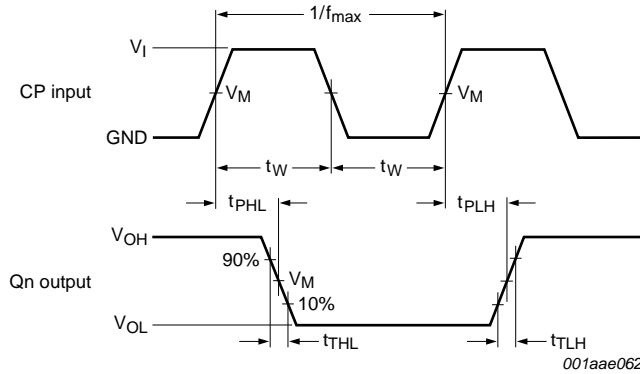 1/fmax
VI
CP input
VM
VM
GND
tW
tW
tPHL
tPLH
VOH
90%
VM
Qn output
10%
VOL
tTHL
tTLH
001aae062